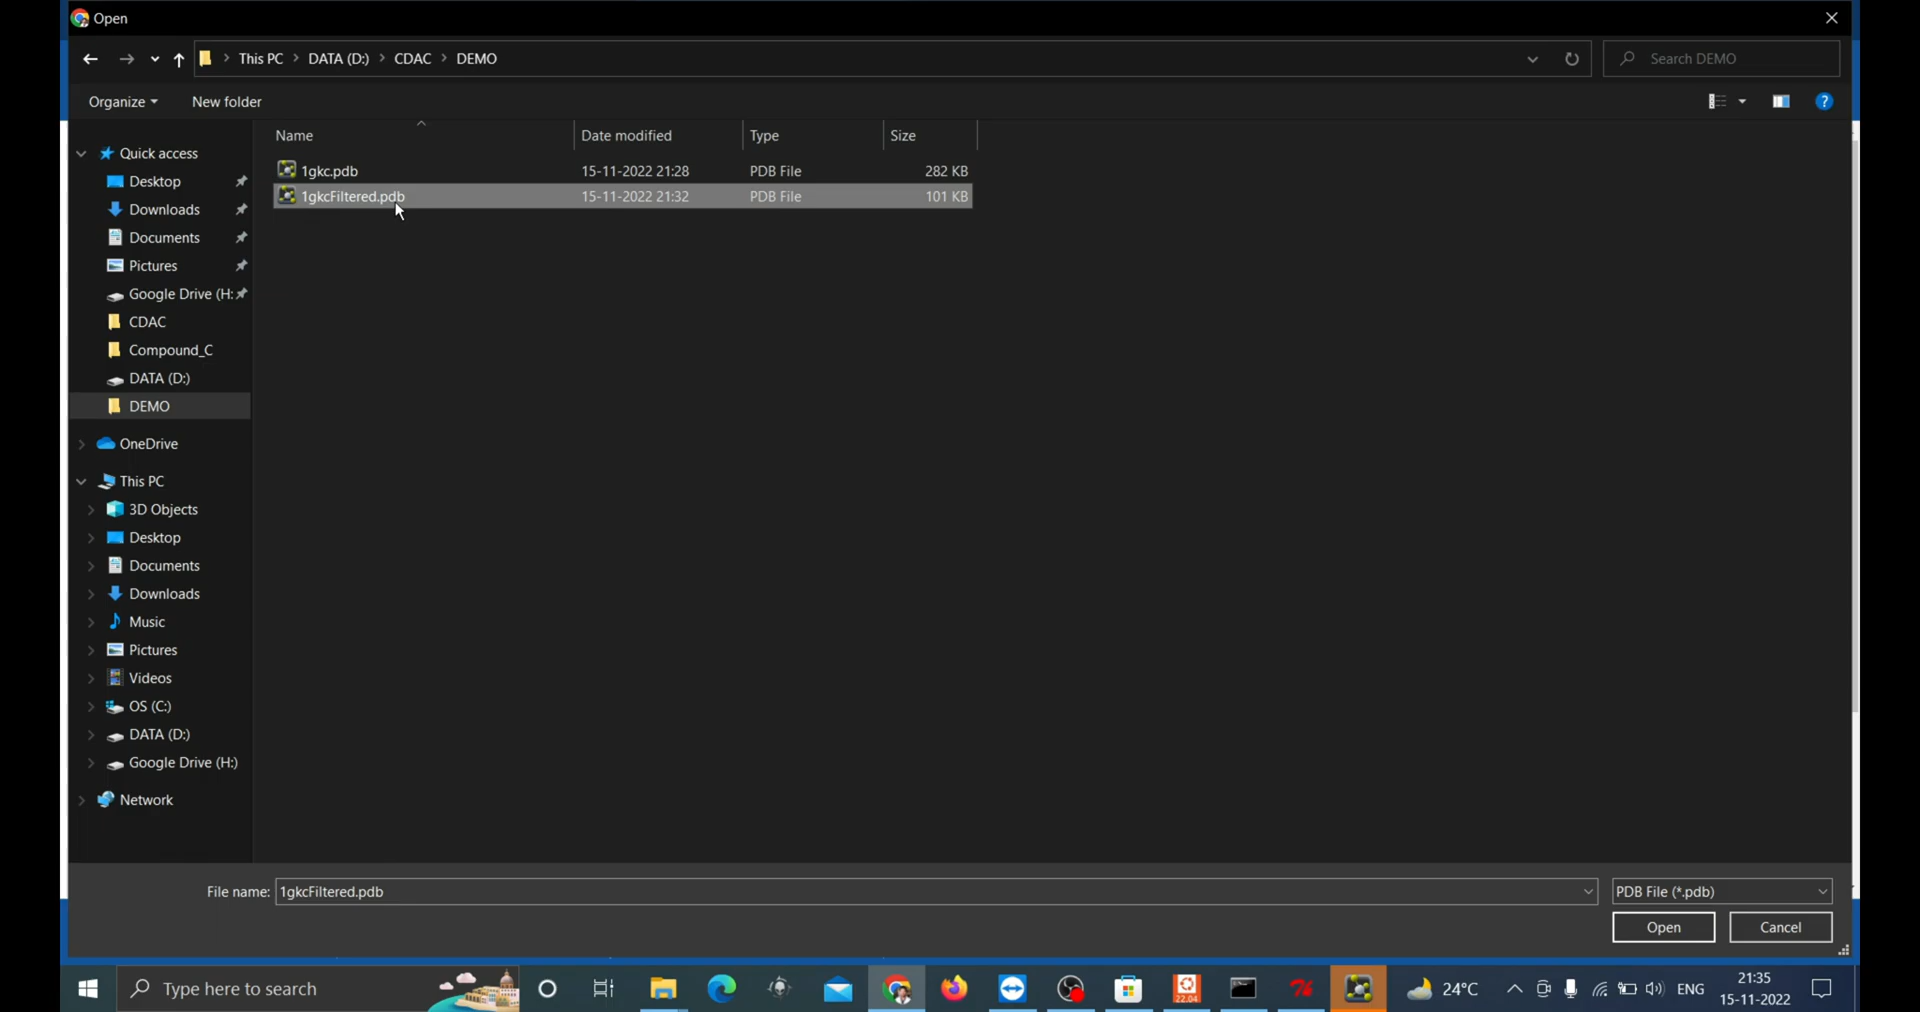 Open
This PC > DATA (D:) > CDAC > DEMO
Search DEMO
Organize
New folder
Name
Date modified
Type
Size
1gkc.pdb 15-11-2022 21:28 PDB File 282 KB
1gkcFiltered.pdb 15-11-2022 21:32 PDB File 101 KB
Quick access
Desktop
Downloads
Documents
Pictures
Google Drive (H:
CDAC
Compound_C
DATA (D:)
DEMO
OneDrive
This PC
3D Objects
Desktop
Documents
Downloads
Music
Pictures
Videos
OS (C:)
DATA (D:)
Google Drive (H:)
Network
File name: 1gkcFiltered.pdb
PDB File (*.pdb)
Open
Cancel
Type here to search
22.04
24°C
ENG
21:35
15-11-2022